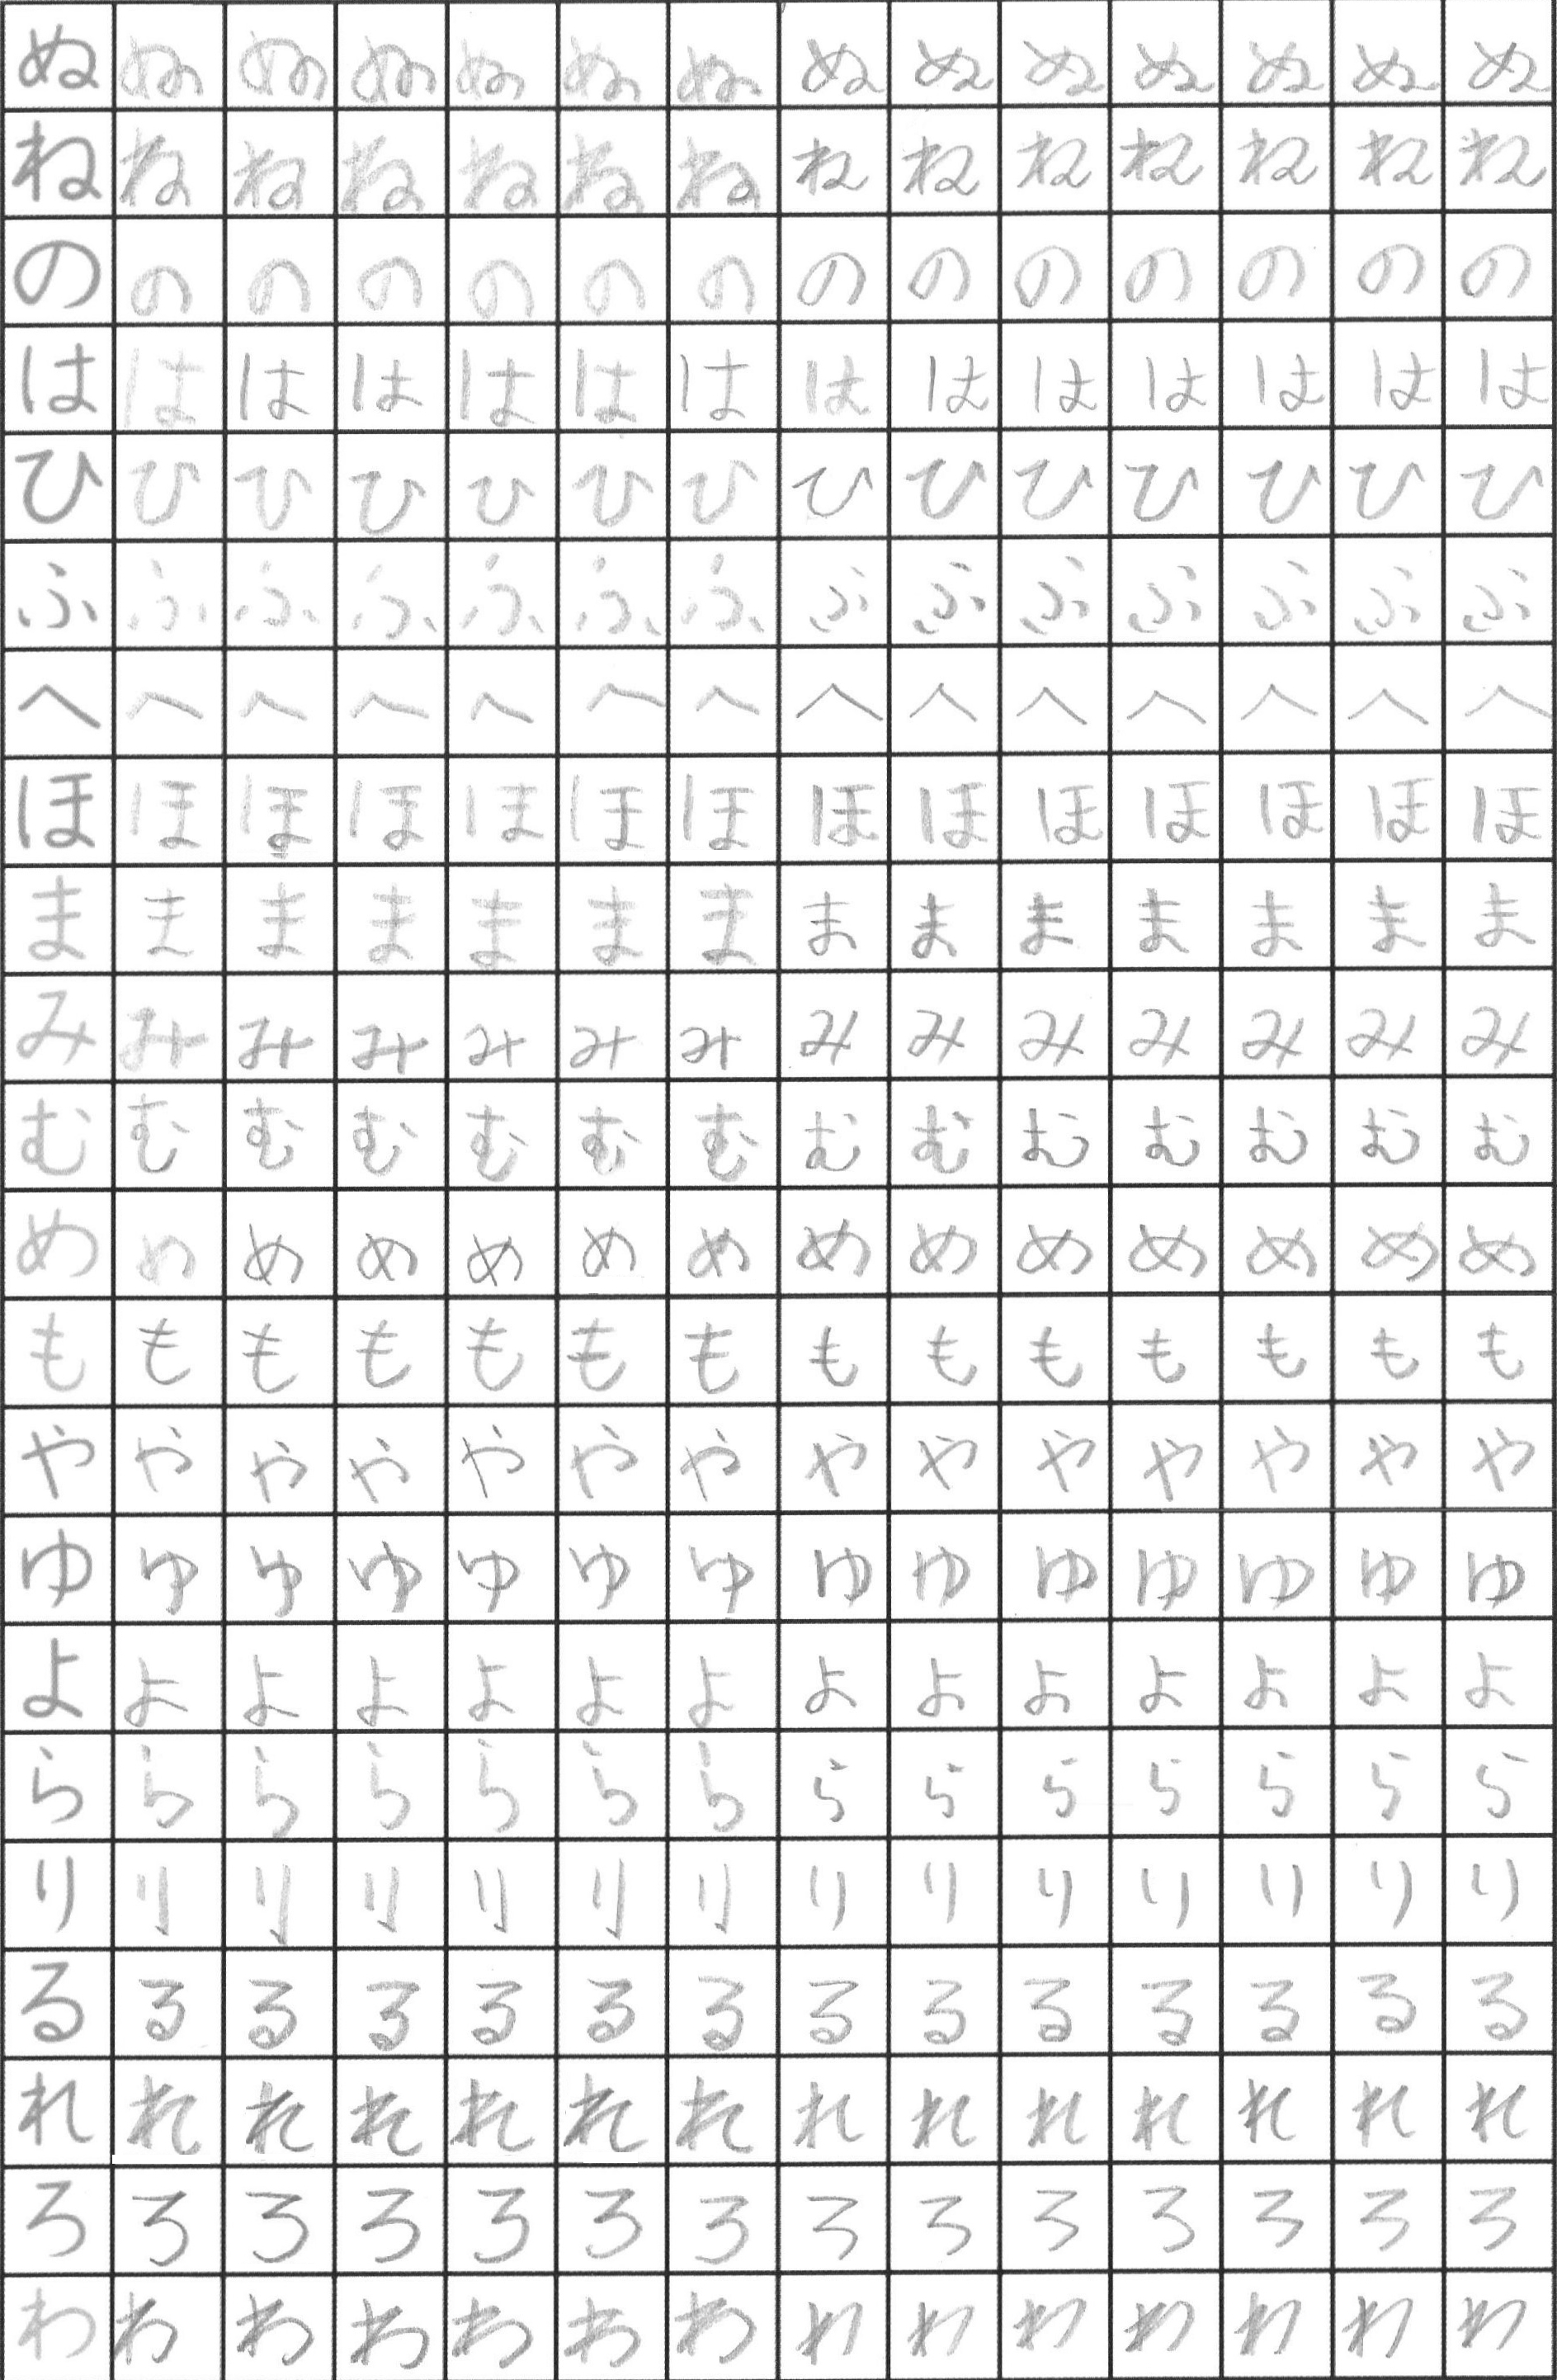 ぬ ぬ ぬ ぬ ぬ ぬ ぬ ぬ ぬ ぬ ぬ ぬ ぬ ぬ
ね ね ね ね ね ね ね ね ね ね ね ね ね ね
の の の の の の の の の の の の の の
は は は は は は は は は は は は は は
ひ ひ ひ ひ ひ ひ ひ ひ ひ ひ ひ ひ ひ ひ
ふ ふ ふ ふ ふ ふ ふ ふ ふ ふ ふ ふ ふ ふ
へ へ へ へ へ へ へ へ へ へ へ へ へ へ
ほ ほ ほ ほ ほ ほ ほ ほ ほ ほ ほ ほ ほ ほ
ま ま ま ま ま ま ま ま ま ま ま ま ま ま
み み み み み み み み み み み み み み
む む む む む む む む む む む む む む
め め め め め め め め め め め め め め
も も も も も も も も も も も も も も
や や や や や や や や や や や や や や
ゆ ゆ ゆ ゆ ゆ ゆ ゆ ゆ ゆ ゆ ゆ ゆ ゆ ゆ
よ よ よ よ よ よ よ よ よ よ よ よ よ よ
ら ら ら ら ら ら ら ら ら ら ら ら ら ら
り り り り り り り り り り り り り り
る る る る る る る る る る る る る る
れ れ れ れ れ れ れ れ れ れ れ れ れ れ
ろ ろ ろ ろ ろ ろ ろ ろ ろ ろ ろ ろ ろ ろ
わ わ わ わ わ わ わ わ わ わ わ わ わ わ